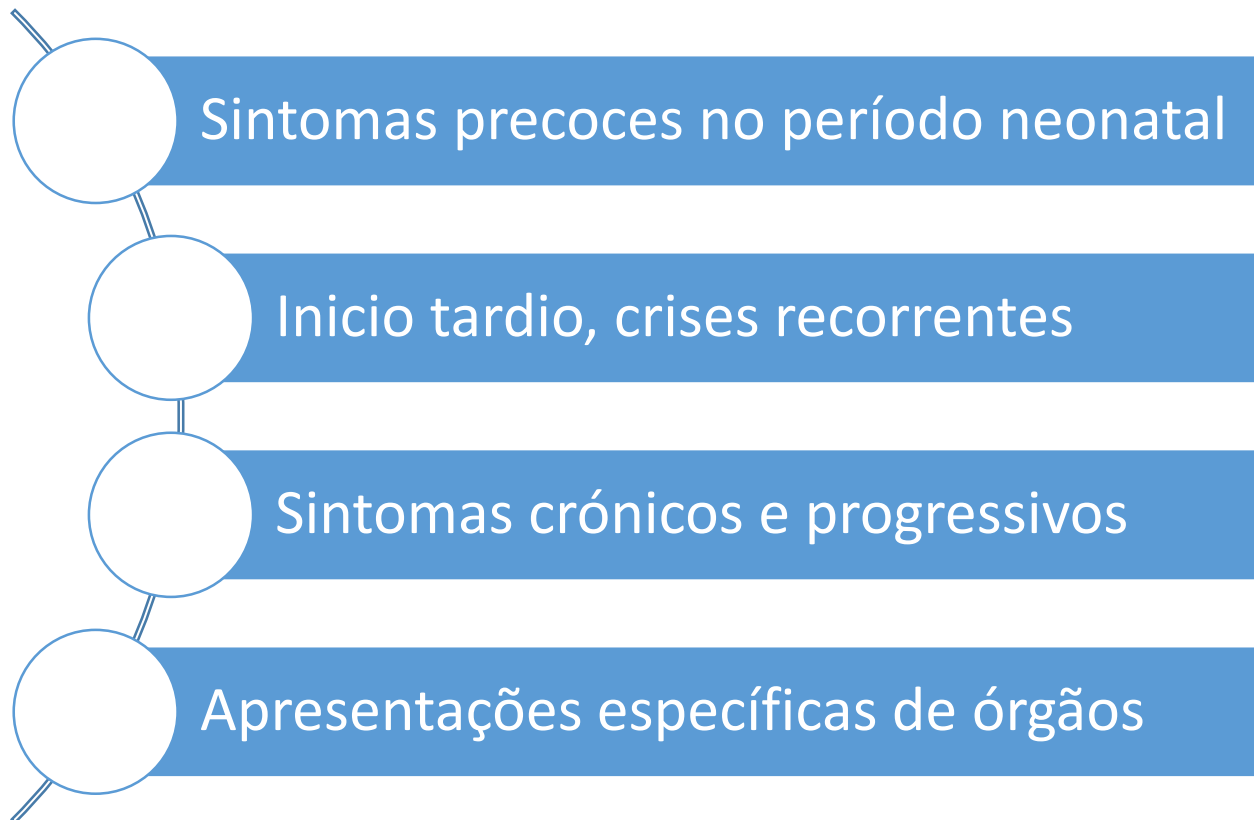 Sintomas precoces no período neonatal
Inicio tardio, crises recorrentes
Sintomas crónicos e progressivos
Apresentações específicas de órgãos